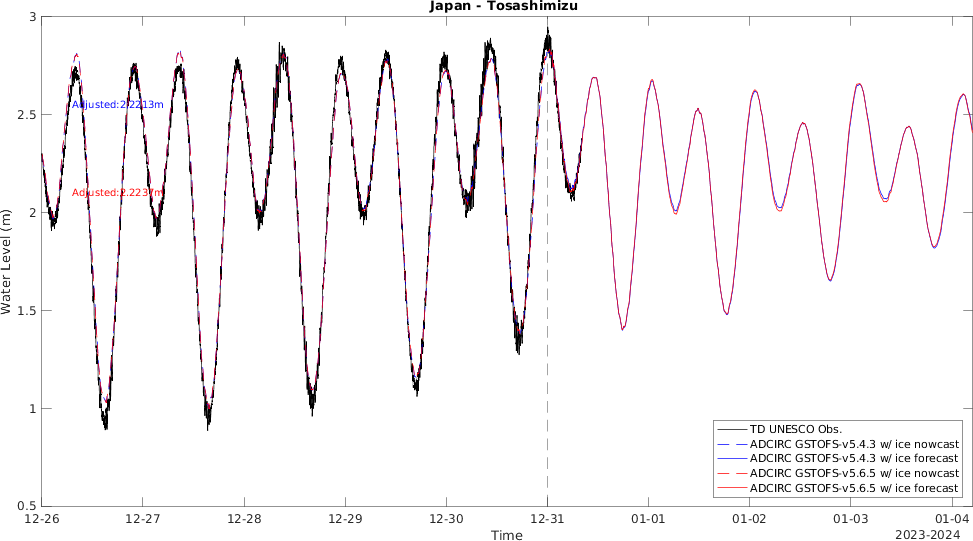 Japan - Tosashimizu
3
2.5
2
1.5
1
0.5
Water Level (m)
Adjusted:2.2213m
Adjusted:2.2237m
TD UNESCO Obs.
ADCIRC GSTOFS-v5.4.3 w/ ice nowcast
ADCIRC GSTOFS-v5.4.3 w/ ice forecast
ADCIRC GSTOFS-v5.6.5 w/ ice nowcast
ADCIRC GSTOFS-v5.6.5 w/ ice forecast
12-26 12-27 12-28 12-29 12-30 12-31 01-01 01-02 01-03 01-04
Time
2023-2024